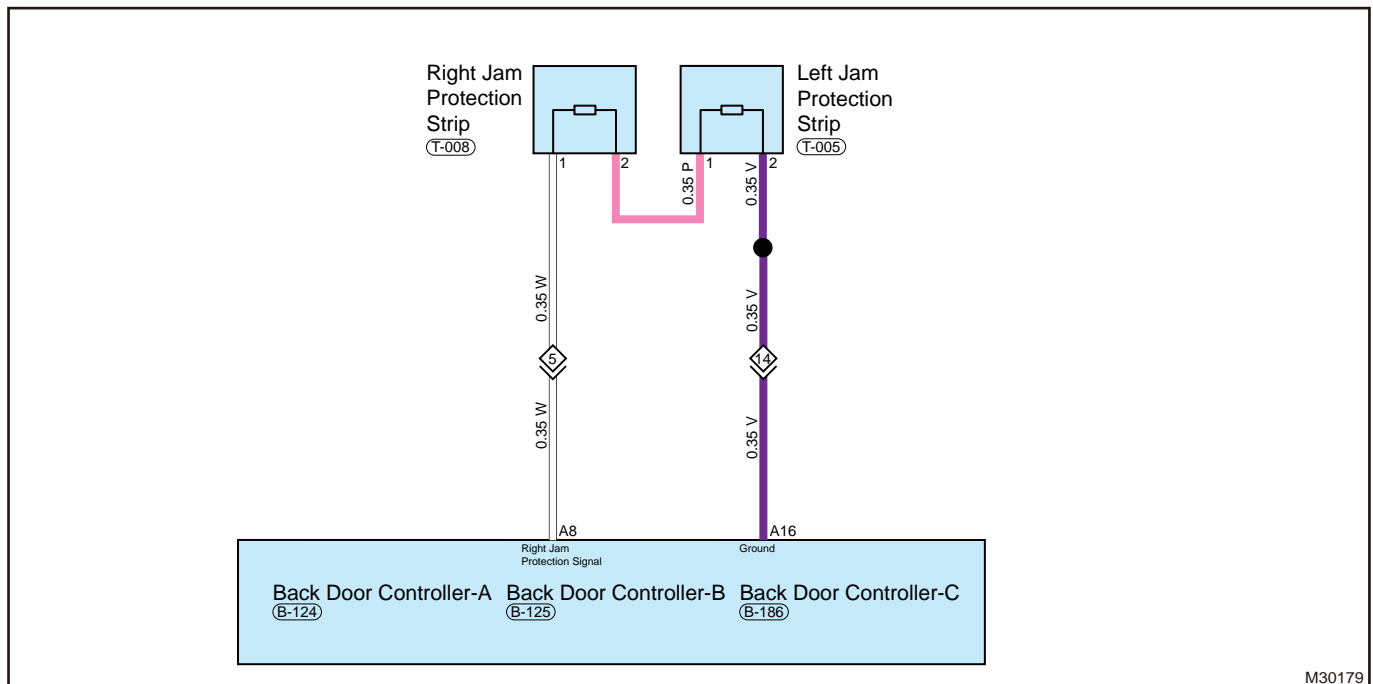 Right Jam
Protection
Strip
T-008
Left Jam
Protection
Strip
T-005
1
2
1
2
0.35 P
0.35 V
0.35 W
0.35 V
5
14
0.35 W
0.35 V
A8
A16
Right Jam
Protection Signal
Ground
Back Door Controller-A
B-124
Back Door Controller-B
B-125
Back Door Controller-C
B-186
M30179